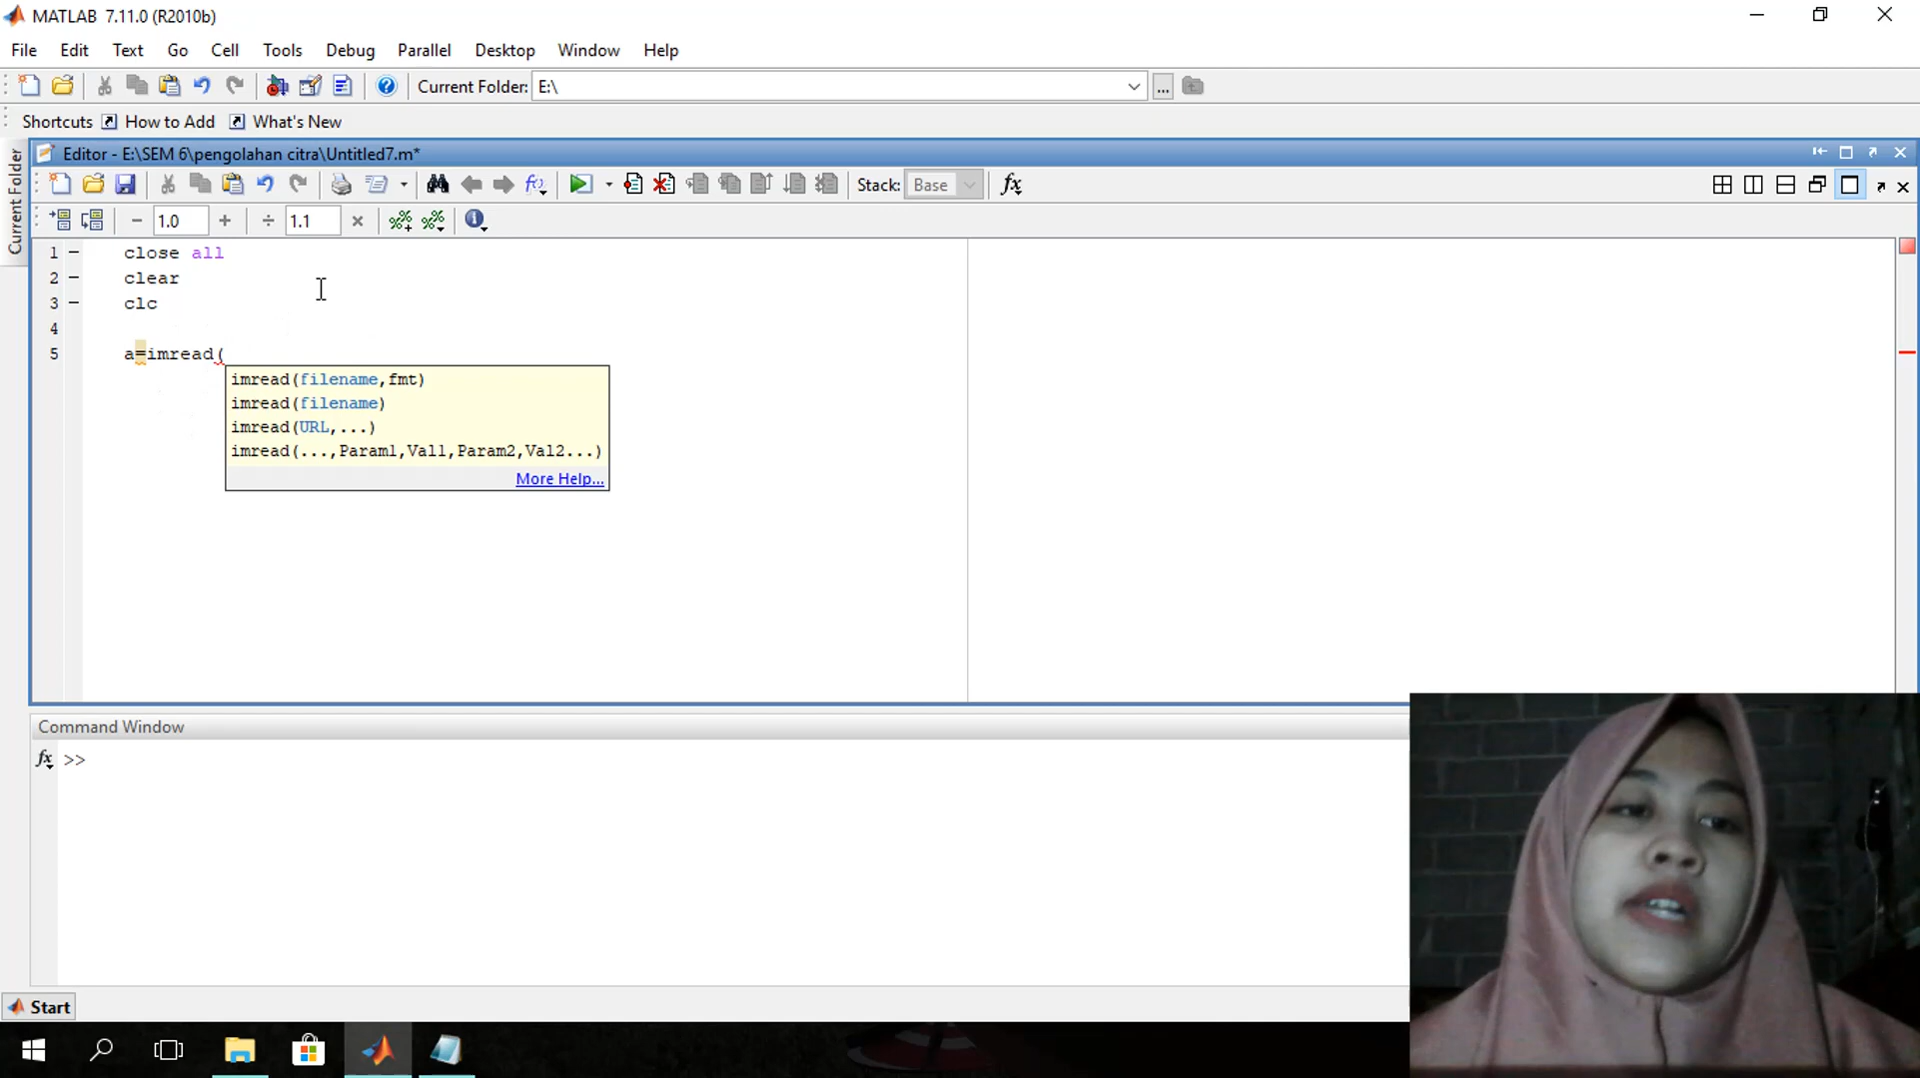 MATLAB 7.11.0 (R2010b)
File Edit Text Go Cell Tools Debug Parallel Desktop Window Help
Current Folder: E:\ ...
Shortcuts How to Add What's New
Current Folder
Editor - E:\SEM 6\pengolahan citra\Untitled7.m*
Stack: Base fx
− 1.0 + ÷ 1.1 ×
1 − close all
2 − clear
3 − clc
4
5 a=imread(
imread(filename,fmt)
imread(filename)
imread(URL,...)
imread(...,Param1,Val1,Param2,Val2...)
More Help...
Command Window
fx >>
Start